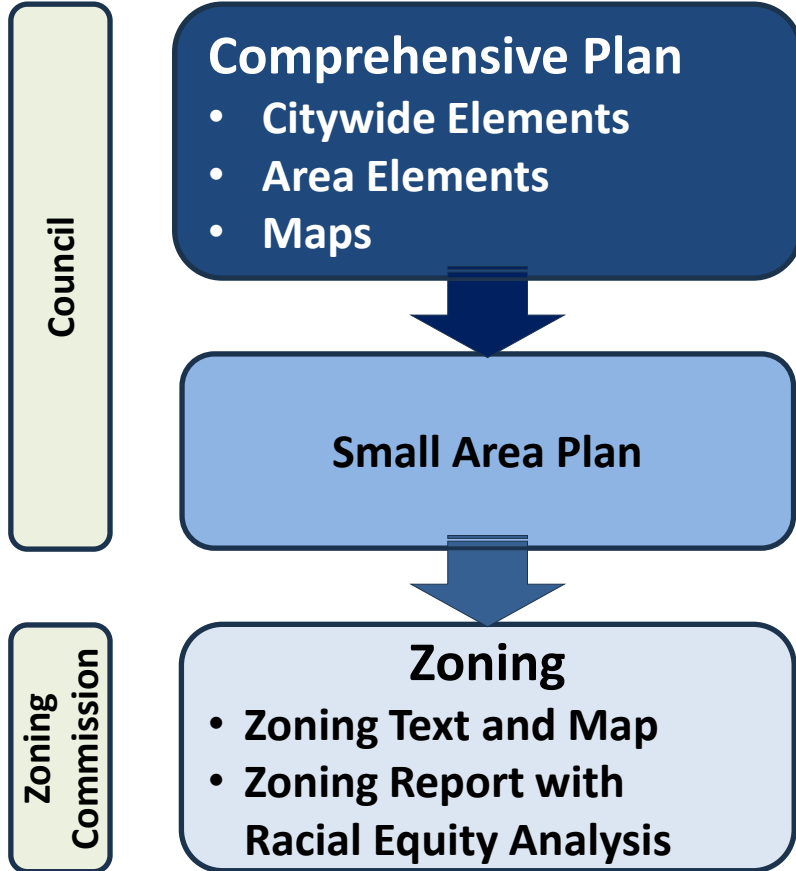 Council
Comprehensive Plan
• Citywide Elements
• Area Elements
• Maps
Small Area Plan
Zoning
Commission
Zoning
• Zoning Text and Map
• Zoning Report with
Racial Equity Analysis